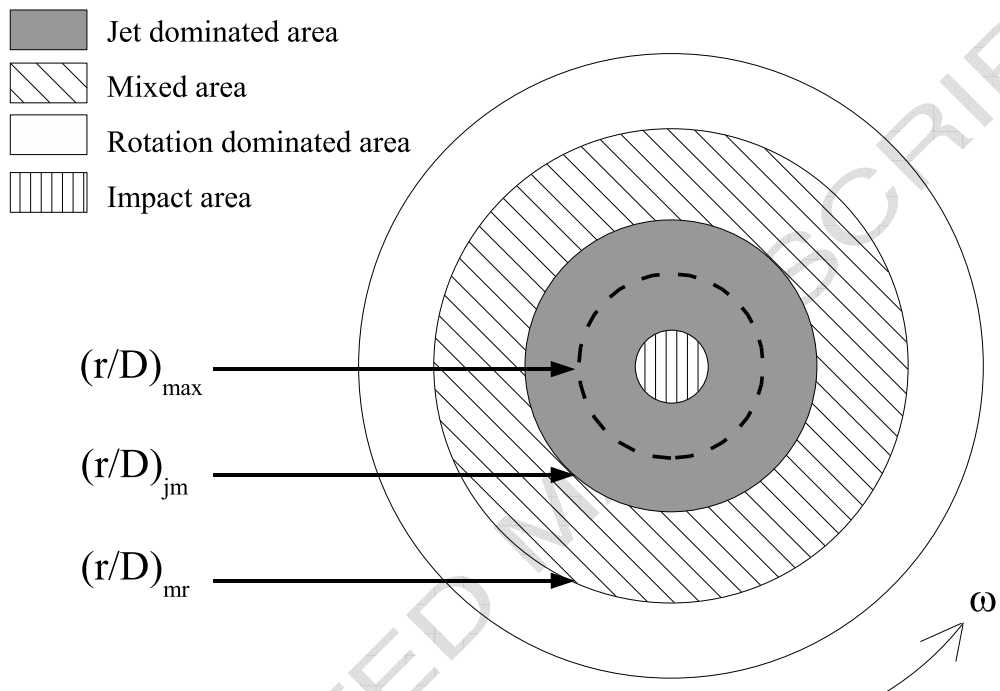 Jet dominated area
Mixed area
Rotation dominated area
Impact area
(r/D)max
(r/D)jm
(r/D)mr
ω